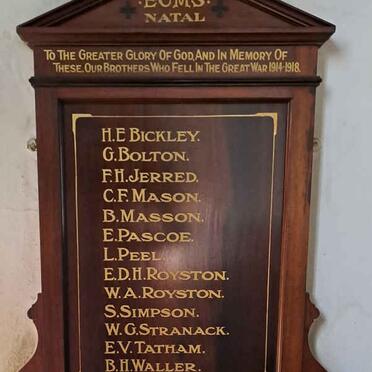 E.C.M.S.
NATAL
TO THE GREATER GLORY OF GOD, AND IN MEMORY OF
THESE, OUR BROTHERS WHO FELL IN THE GREAT WAR 1914-1918.
H.E BICKLEY.
G. BOLTON.
F.H. JERRED.
C.F. MASON.
B. MASSON.
E. PASCOE.
L. PEEL.
E.D.H. ROYSTON.
W.A. ROYSTON.
S. SIMPSON.
W.G. STRANACK.
E.V. TATHAM.
B.H. WALLER.